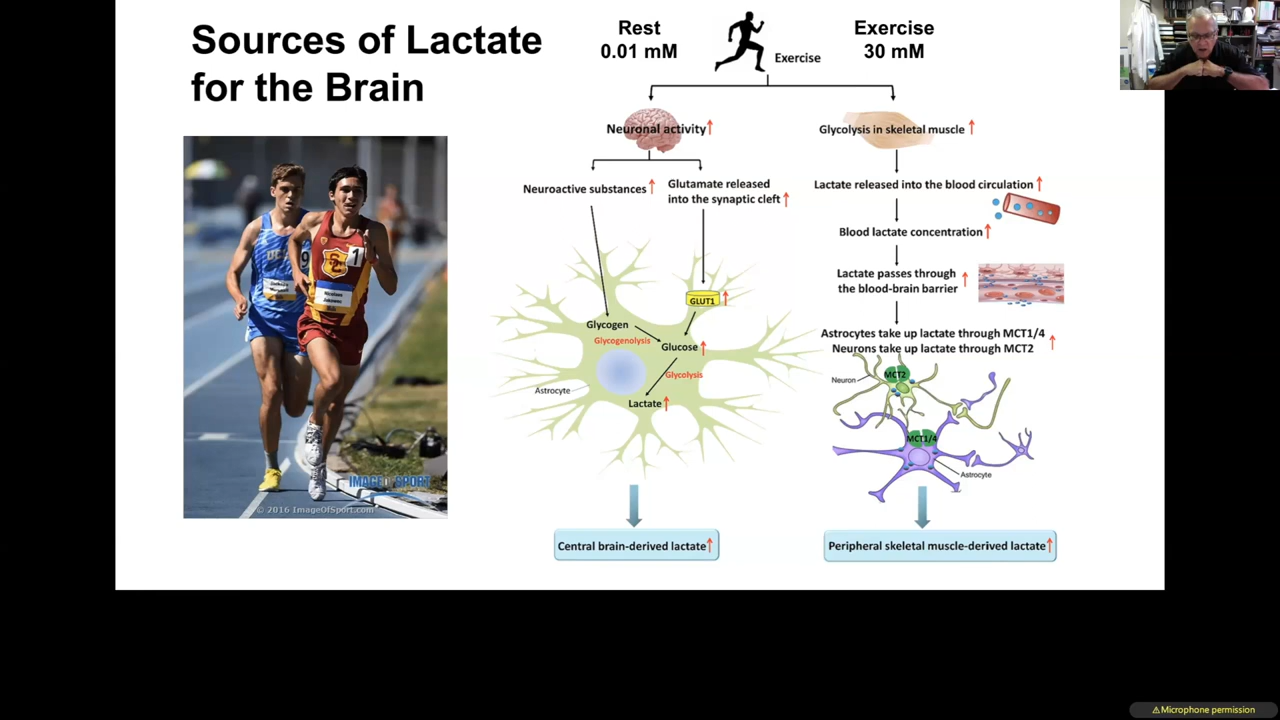 Sources of Lactate
for the Brain
Rest
0.01 mM
Exercise
Exercise
30 mM
Neuronal activity
Glycolysis in skeletal muscle
Neuroactive substances
Glutamate released
into the synaptic cleft
Lactate released into the blood circulation
Blood lactate concentration
Lactate passes through
the blood-brain barrier
GLUT1
Glycogen
Glycogenolysis
Glucose
Glycolysis
Astrocyte
Lactate
Astrocytes take up lactate through MCT1/4
Neurons take up lactate through MCT2
MCT2
Neuron
MCT1/4
Astrocyte
Central brain-derived lactate
Peripheral skeletal muscle-derived lactate
1
SC
© 2016 ImageOfSport.com
Microphone permission